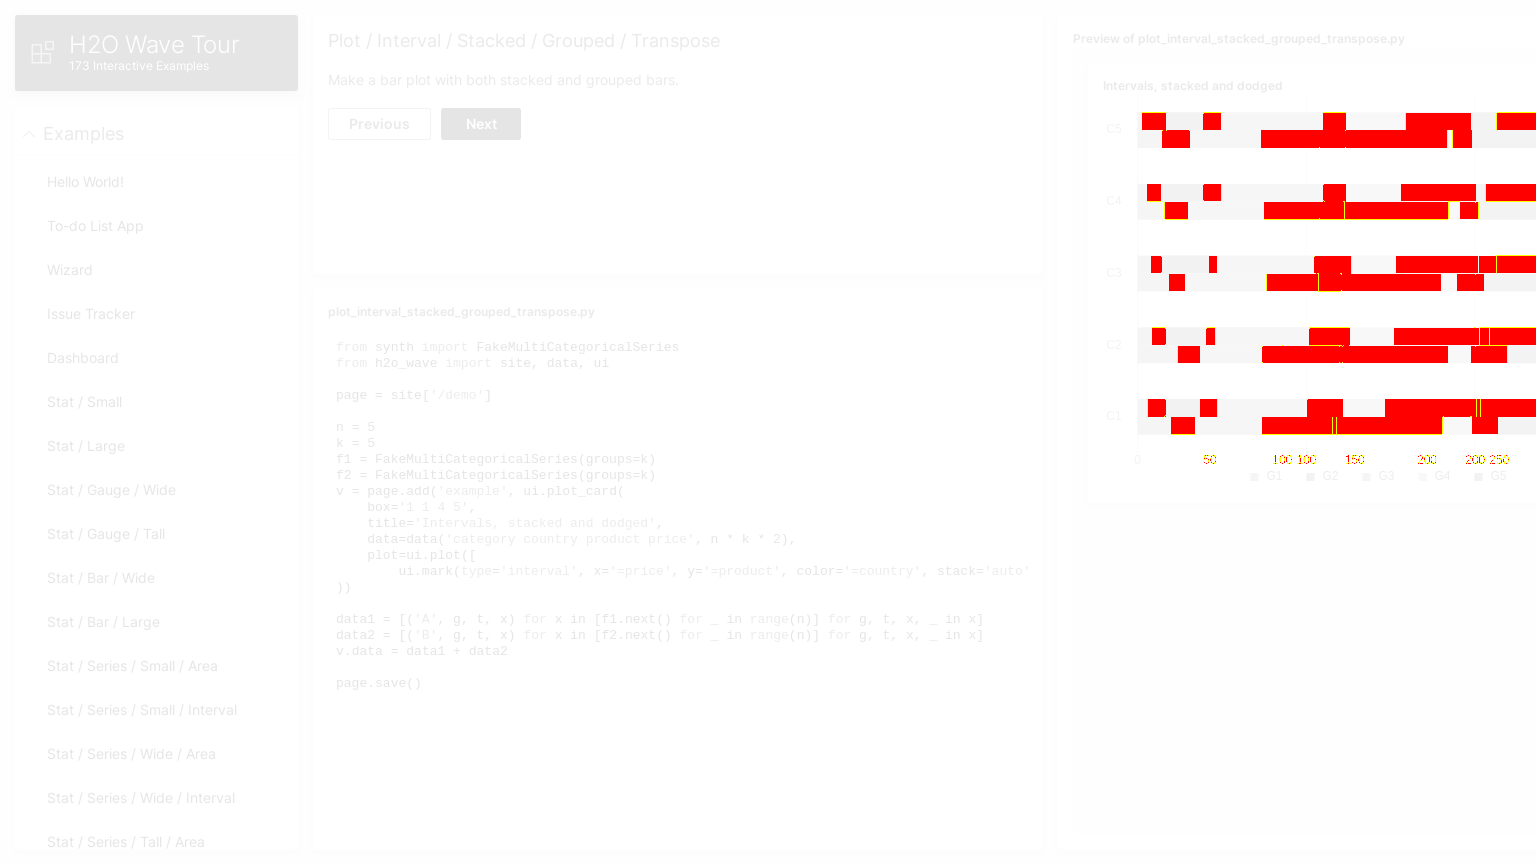 H2O Wave Tour
173 Interactive Examples
Examples
Hello World!
To-do List App
Wizard
Issue Tracker
Dashboard
Stat / Small
Stat / Large
Stat / Gauge / Wide
Stat / Gauge / Tall
Stat / Bar / Wide
Stat / Bar / Large
Stat / Series / Small / Area
Stat / Series / Small / Interval
Stat / Series / Wide / Area
Stat / Series / Wide / Interval
Stat / Series / Tall / Area
Plot / Interval / Stacked / Grouped / Transpose
Make a bar plot with both stacked and grouped bars.
Previous
Next
plot_interval_stacked_grouped_transpose.py
from synth import FakeMultiCategoricalSeries
from h2o_wave import site, data, ui
page = site['/demo']
n = 5
k = 5
f1 = FakeMultiCategoricalSeries(groups=k)
f2 = FakeMultiCategoricalSeries(groups=k)
v = page.add('example', ui.plot_card(
box='1 1 4 5',
title='Intervals, stacked and dodged',
data=data('category country product price', n * k * 2),
plot=ui.plot([
ui.mark(type='interval', x='=price', y='=product', color='=country', stack='auto'
))
data1 = [('A', g, t, x) for x in [f1.next() for _ in range(n)] for g, t, x, _ in x]
data2 = [('B', g, t, x) for x in [f2.next() for _ in range(n)] for g, t, x, _ in x]
v.data = data1 + data2
page.save()
Preview of plot_interval_stacked_grouped_transpose.py
Intervals, stacked and dodged
C5
C4
C3
C2
C1
0 50 100 100 150 200 200 250
G1 G2 G3 G4 G5